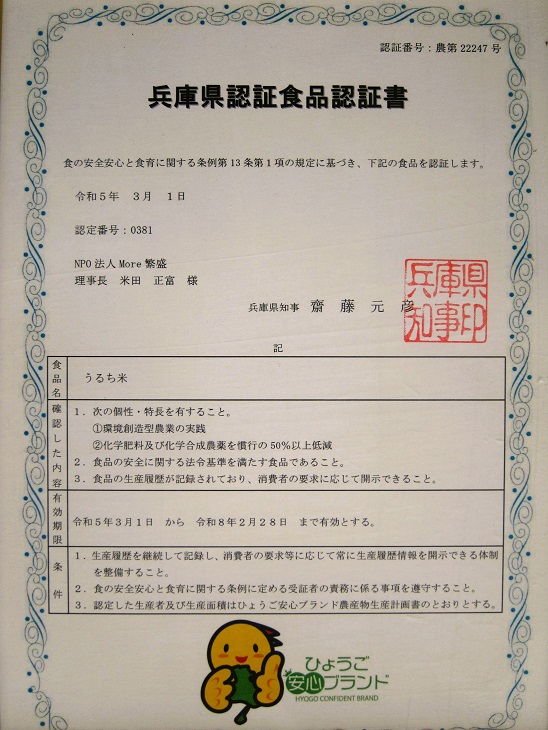 認証番号：農第 22247 号
兵庫県認証食品認証書
食の安全安心と食育に関する条例第 13 条第 1 項の規定に基づき、下記の食品を認証します。
令和５年　３月　１日
認定番号：0381
NPO 法人 More 繁盛
理事長　米田　正富　様
兵庫県知事　齋　藤　元　彦
兵庫県
知事印
記
食品名
うるち米
確認した内容
１．次の個性・特長を有すること。
①環境創造型農業の実践
②化学肥料及び化学合成農薬を慣行の 50％以上低減
２．食品の安全に関する法令基準を満たす食品であること。
３．食品の生産履歴が記録されており、消費者の要求に応じて開示できること。
有効期限
令和５年３月１日　から　令和８年２月２８日　まで有効とする。
条件
１．生産履歴を継続して記録し、消費者の要求等に応じて常に生産履歴情報を開示できる体制
を整備すること。
２．食の安全安心と食育に関する条例に定める受証者の責務に係る事項を遵守すること。
３．認定した生産者及び生産面積はひょうご安心ブランド農産物生産計画書のとおりとする。
ひょうご
安心ブランド
HYOGO CONFIDENT BRAND